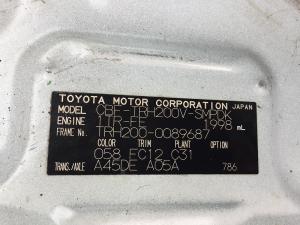 TOYOTA MOTOR CORPORATION JAPAN
MODEL CBF-TRH200V-SMPDK
ENGINE 1TR-FE 1998 mL
FRAME No. TRH200-0089687
COLOR TRIM PLANT
058 FC12 C31
TRANS./AXLE A45DE A05A 786